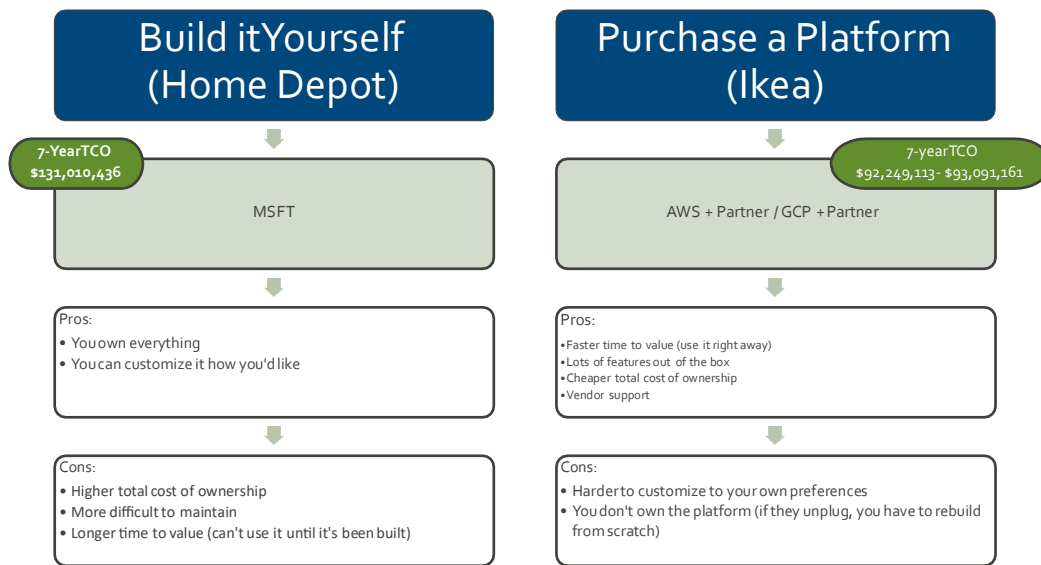 Build itYourself
(Home Depot)
7-YearTCO
$131,010,436
MSFT
Pros:
• You own everything
• You can customize it how you'd like
Cons:
• Higher total cost of ownership
• More difficult to maintain
• Longer time to value (can't use it until it's been built)
Purchase a Platform
(Ikea)
7-yearTCO
$92,249,113- $93,091,161
AWS + Partner / GCP + Partner
Pros:
•Faster time to value (use it right away)
•Lots of features out of the box
•Cheaper total cost of ownership
•Vendor support
Cons:
• Harder to customize to your own preferences
• You don't own the platform (if they unplug, you have to rebuild
from scratch)